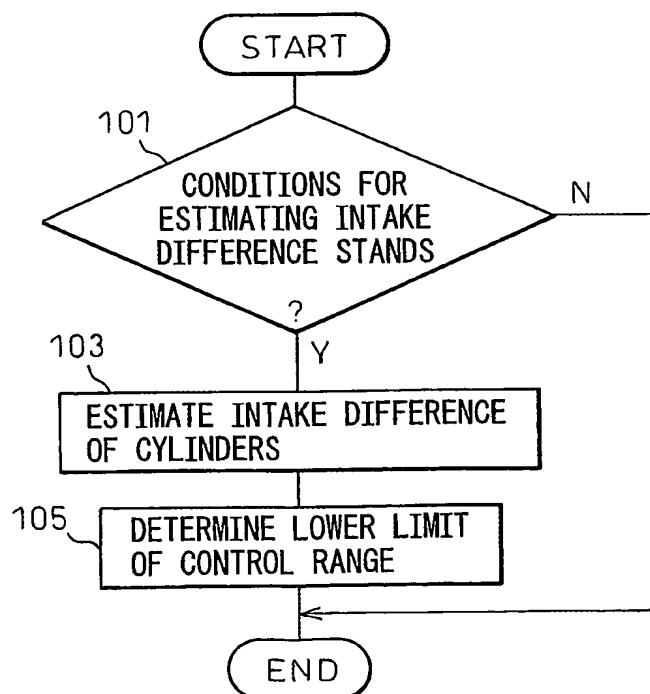 START
101
CONDITIONS FOR
ESTIMATING INTAKE
DIFFERENCE STANDS
?
N
Y
103
ESTIMATE INTAKE DIFFERENCE
OF CYLINDERS
105
DETERMINE LOWER LIMIT
OF CONTROL RANGE
END